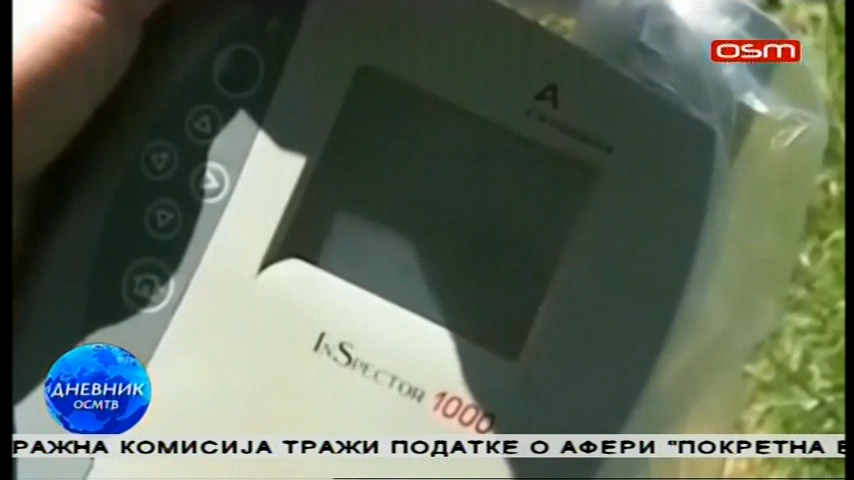 osm
InSpector 1000
ДНЕВНИК
ОСМТВ
РАЖНА КОМИСИЈА ТРАЖИ ПОДАТКЕ О АФЕРИ "ПОКРЕТНА